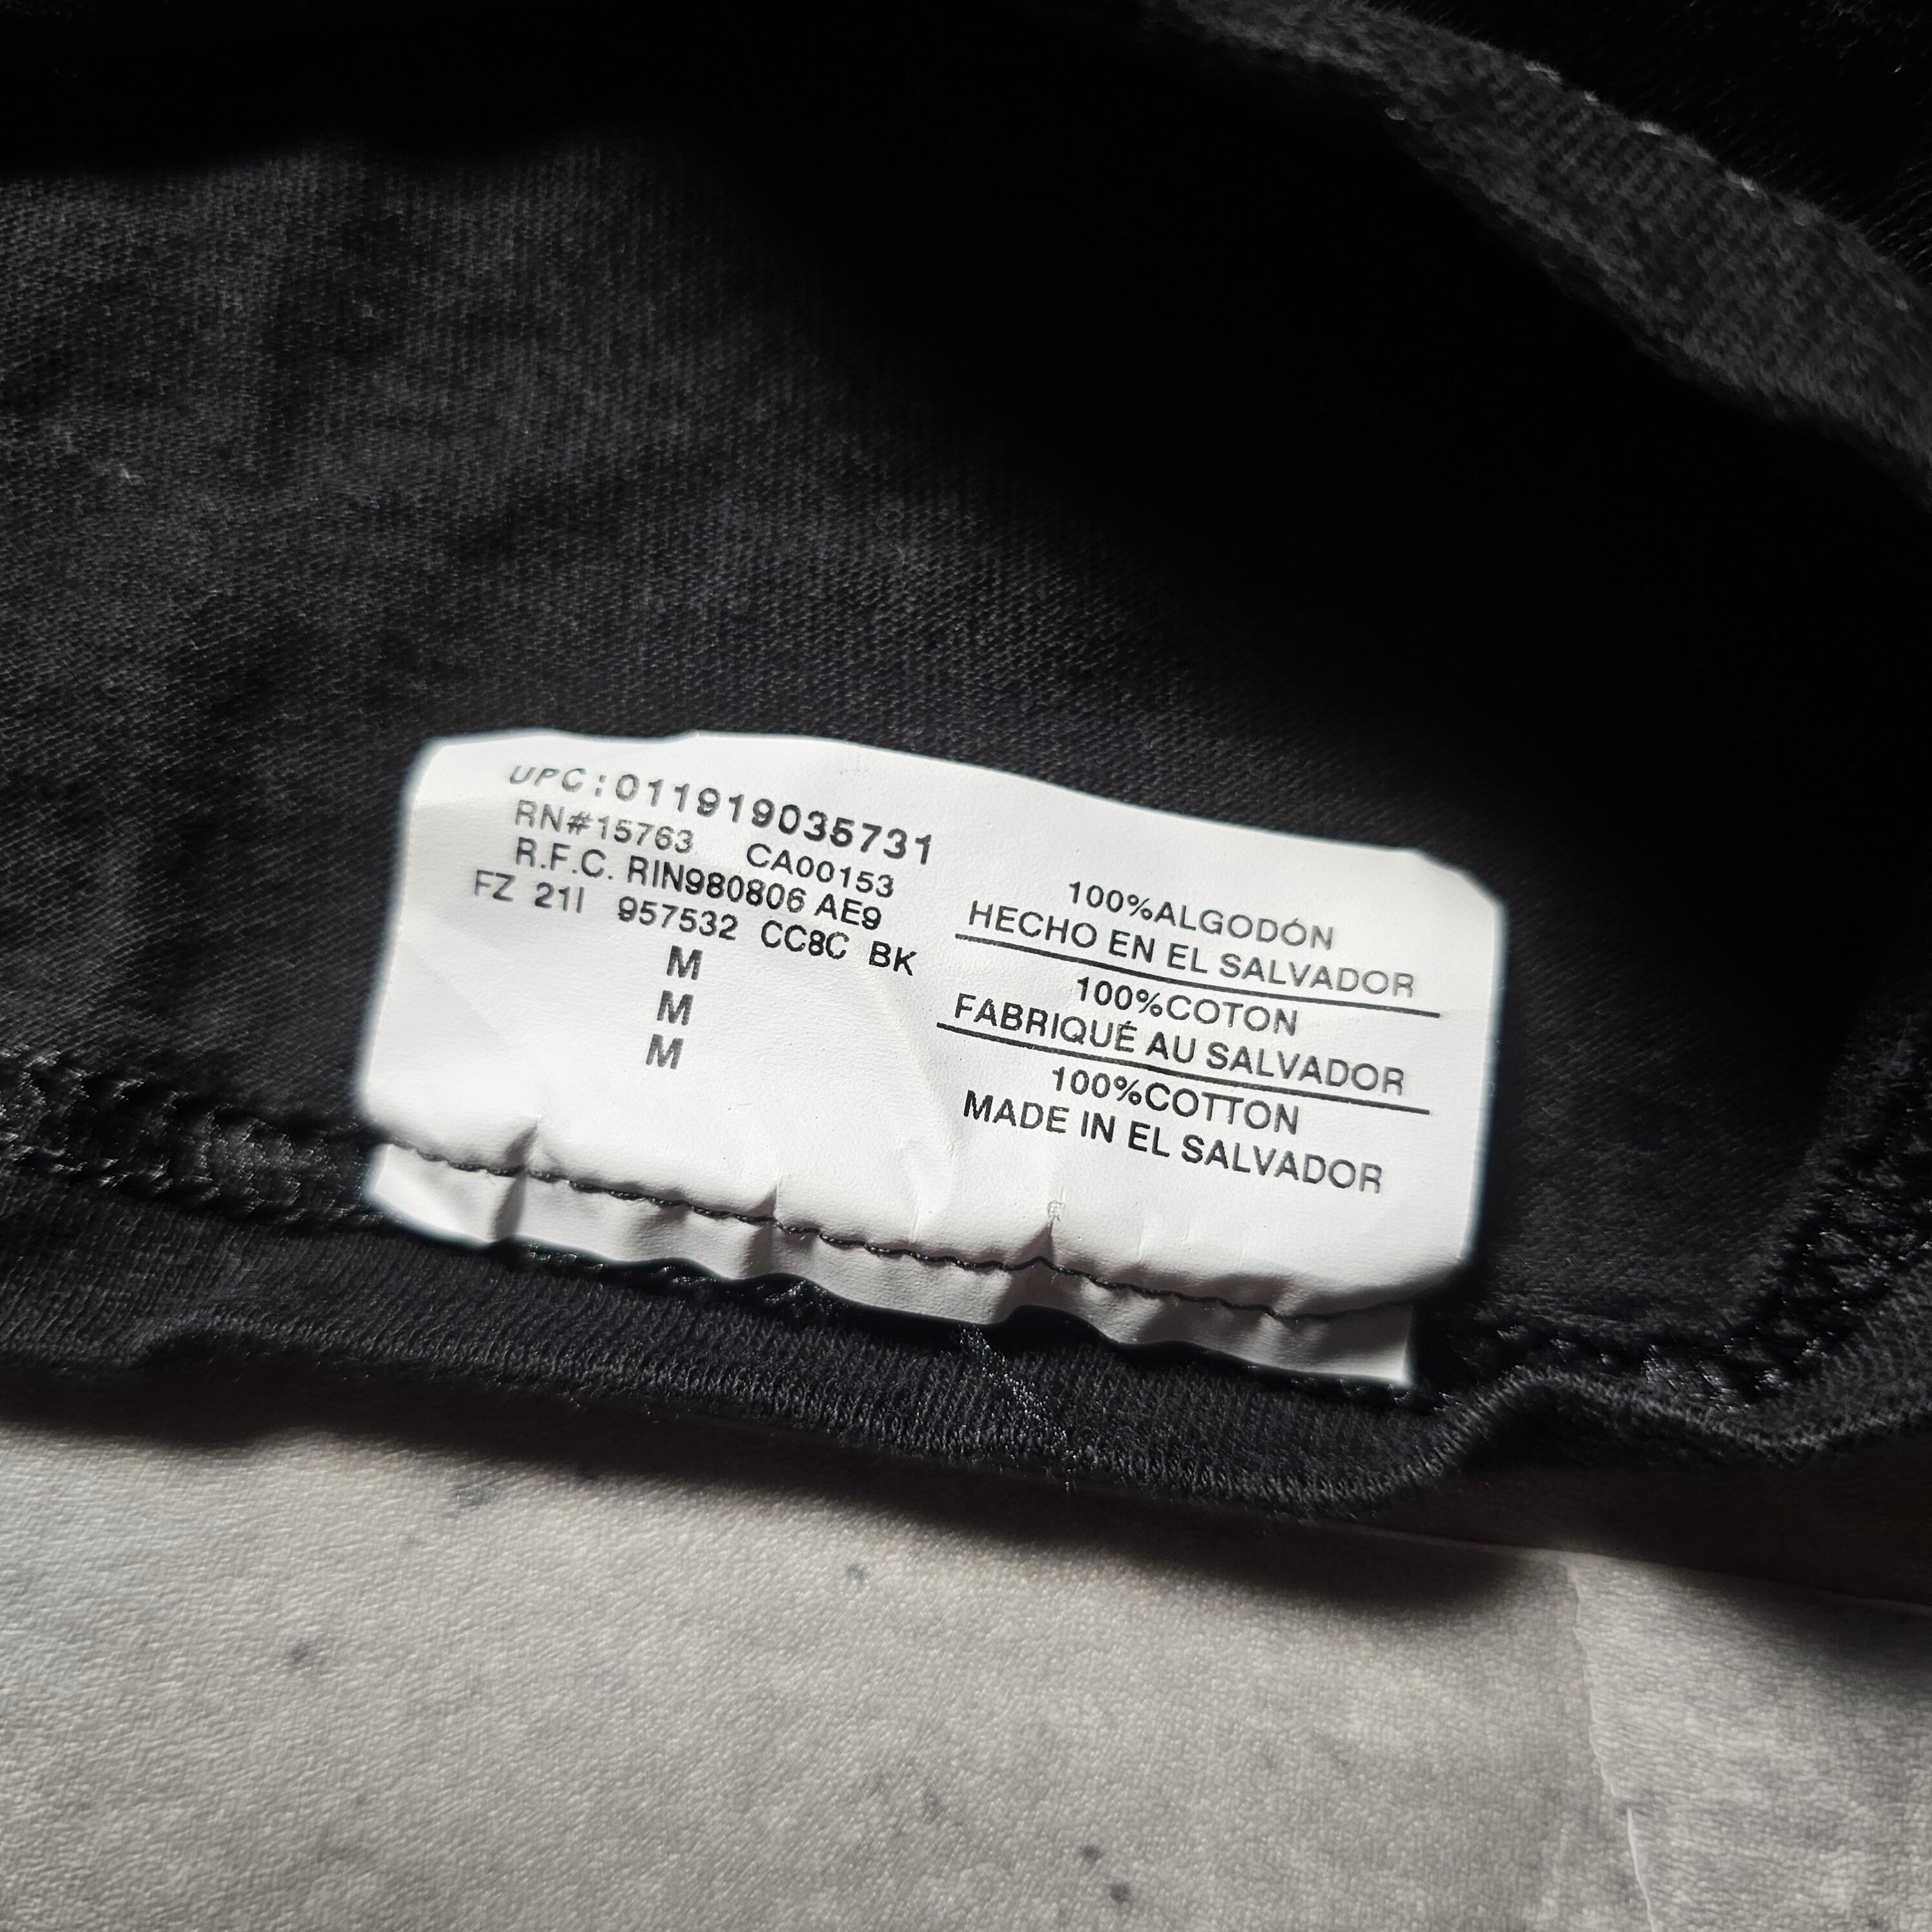 UPC:011919035731
RN#15763 CA00153
R.F.C. RIN980806 AE9
FZ 21I 957532 CC8C BK
M
M
M
100%ALGODÓN
HECHO EN EL SALVADOR
100%COTON
FABRIQUÉ AU SALVADOR
100%COTTON
MADE IN EL SALVADOR